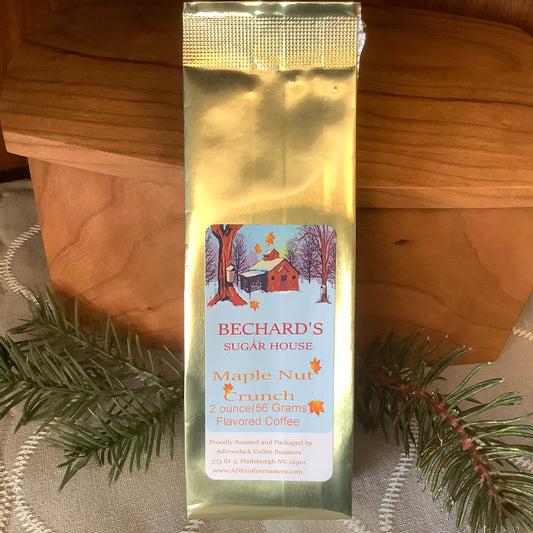 BECHARD'S
SUGAR HOUSE
Maple Nut
Crunch
2 ounce(56 Grams
Flavored Coffee
Proudly Roasted and Packaged by
Adirondack Coffee Roasters
373 Rt 3, Plattsburgh NY 12901
www.ADKcoffeeroasters.com